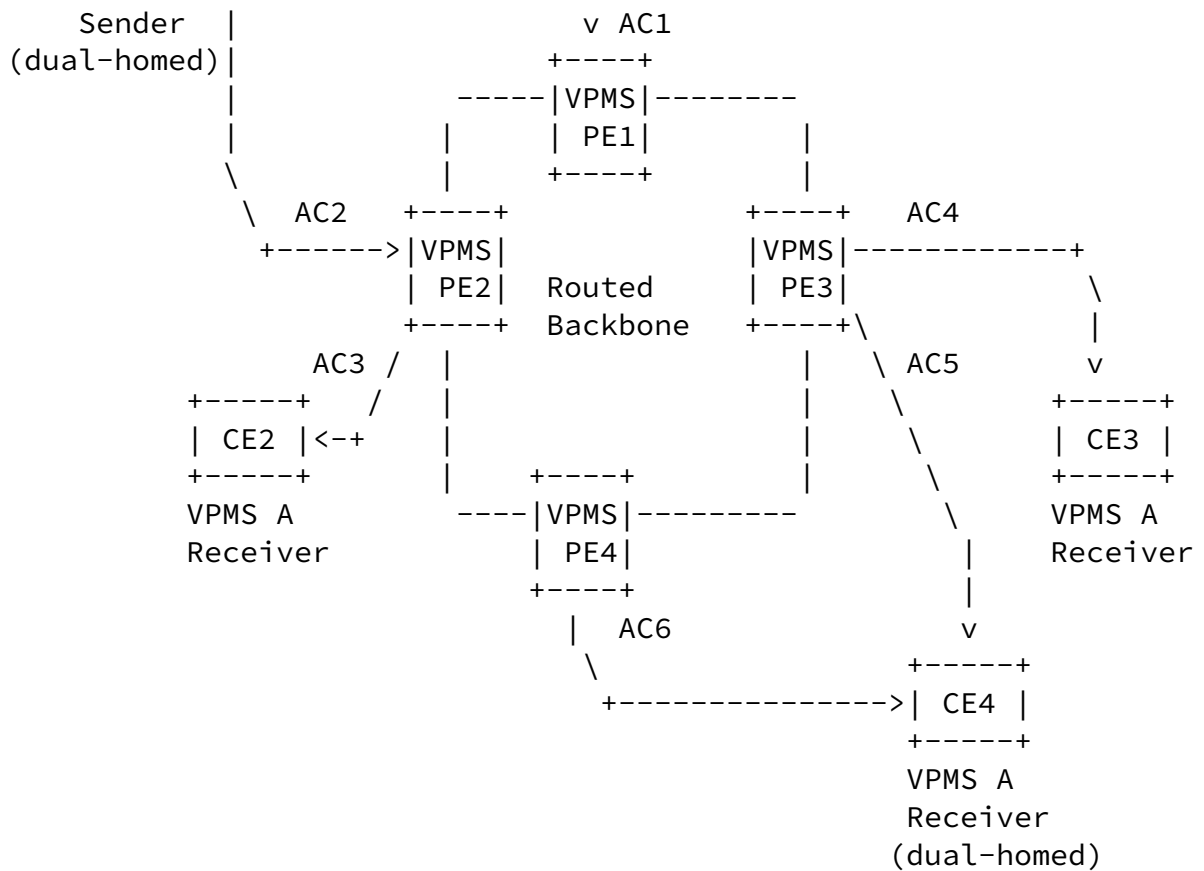 Sender v AC1
(dual-homed)
VPMS
PE1
AC2 AC4
VPMS VPMS
PE2 Routed PE3
Backbone
AC3 AC5
CE2 CE3
VPMS A VPMS VPMS A
Receiver PE4 Receiver
AC6 v
CE4
VPMS A
Receiver
(dual-homed)